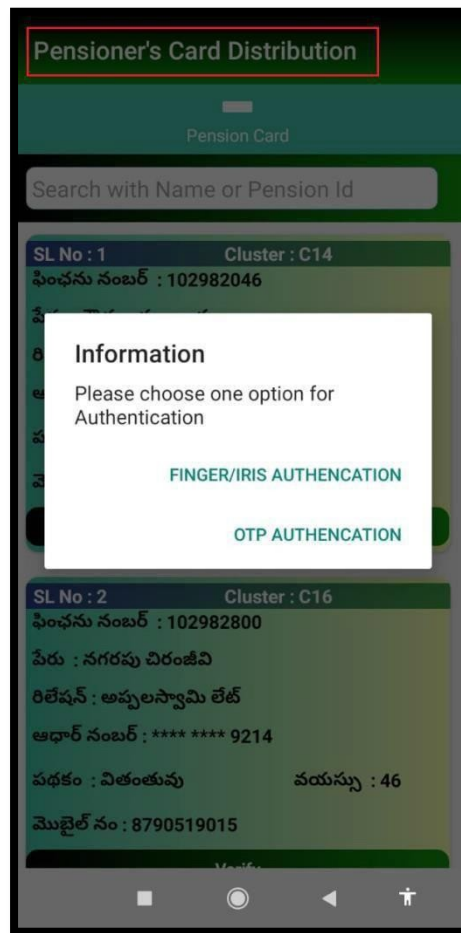 Pensioner's Card Distribution
Pension Card
Search with Name or Pension Id
SL No : 1 Cluster : C14
ఫింఛను నంబర్ : 102982046
Information
Please choose one option for
Authentication
FINGER/IRIS AUTHENCATION
OTP AUTHENCATION
SL No : 2 Cluster : C16
ఫింఛను నంబర్ : 102982800
పేరు : నగరపు చిరంజీవి
రిలేషన్ : అప్పలస్వామి లేట్
ఆధార్ నంబర్ : **** **** 9214
పథకం : వితంతువు వయస్సు : 46
మొబైల్ నం : 8790519015
Verify